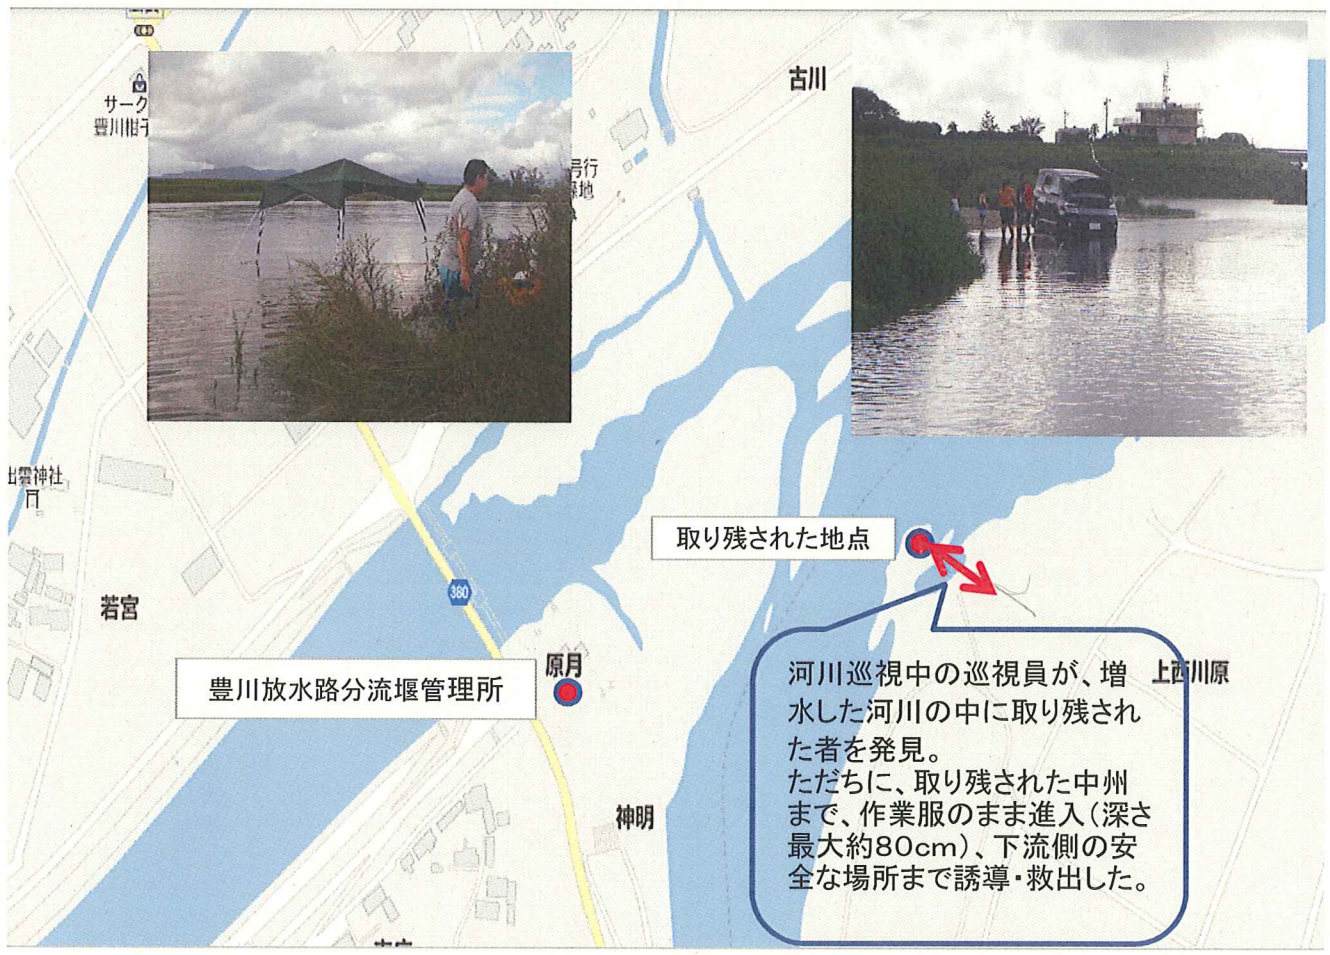 古川
サーク
豊川柑子
号行
緑地
出雲神社
取り残された地点
380
若宮
原月
豊川放水路分流堰管理所
上西川原
河川巡視中の巡視員が、増
水した河川の中に取り残され
た者を発見。
ただちに、取り残された中州
まで、作業服のまま進入(深さ
最大約80cm)、下流側の安
全な場所まで誘導・救出した。
神明